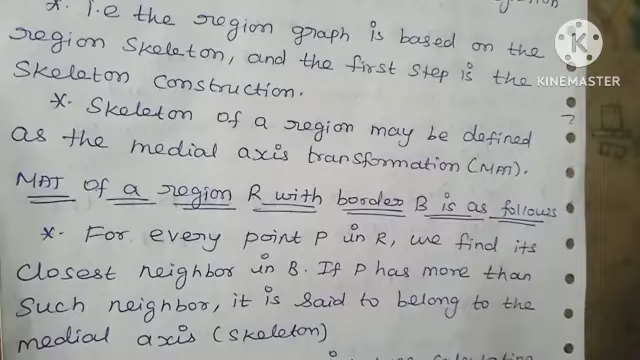 *. i.e the region graph is based on the
region skeleton, and the first step is the
skeleton construction.
KINEMASTER
*. Skeleton of a region may be defined
as the medial axis transformation (MAT).
MAT of a region R with border B is as follows
*. For every point P in R, we find its
closest neighbor in B. If P has more than
such neighbor, it is said to belong to the
medial axis (skeleton)